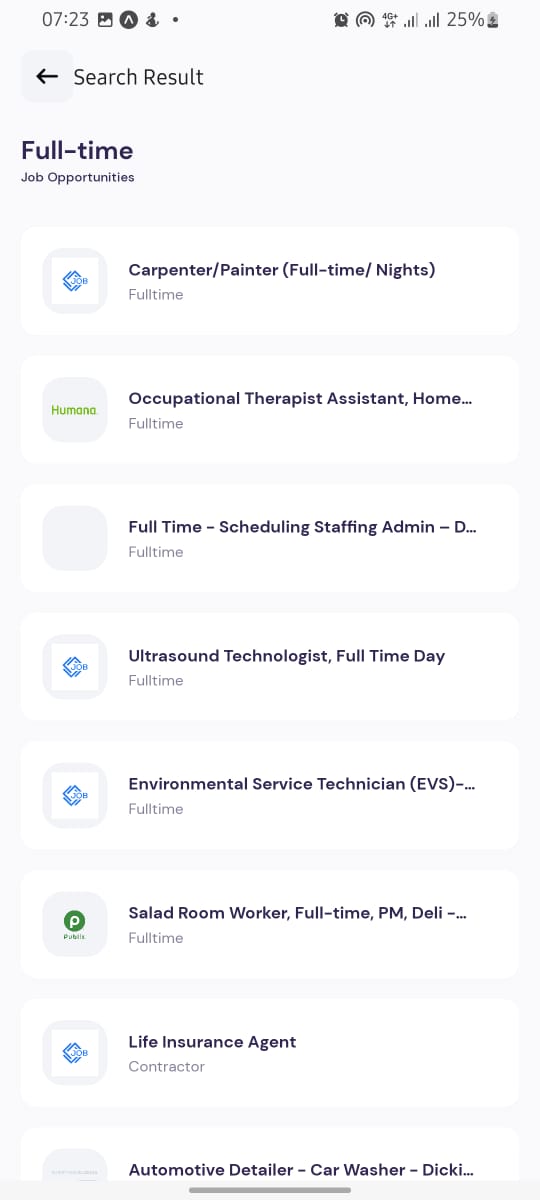 07:23
4G+
25%
Search Result
Full-time
Job Opportunities
JOB
Carpenter/Painter (Full-time/ Nights)
Fulltime
Humana
Occupational Therapist Assistant, Home...
Fulltime
Full Time - Scheduling Staffing Admin – D...
Fulltime
JOB
Ultrasound Technologist, Full Time Day
Fulltime
JOB
Environmental Service Technician (EVS)-...
Fulltime
Publix
Salad Room Worker, Full-time, PM, Deli -...
Fulltime
JOB
Life Insurance Agent
Contractor
Automotive Detailer - Car Washer - Dicki...